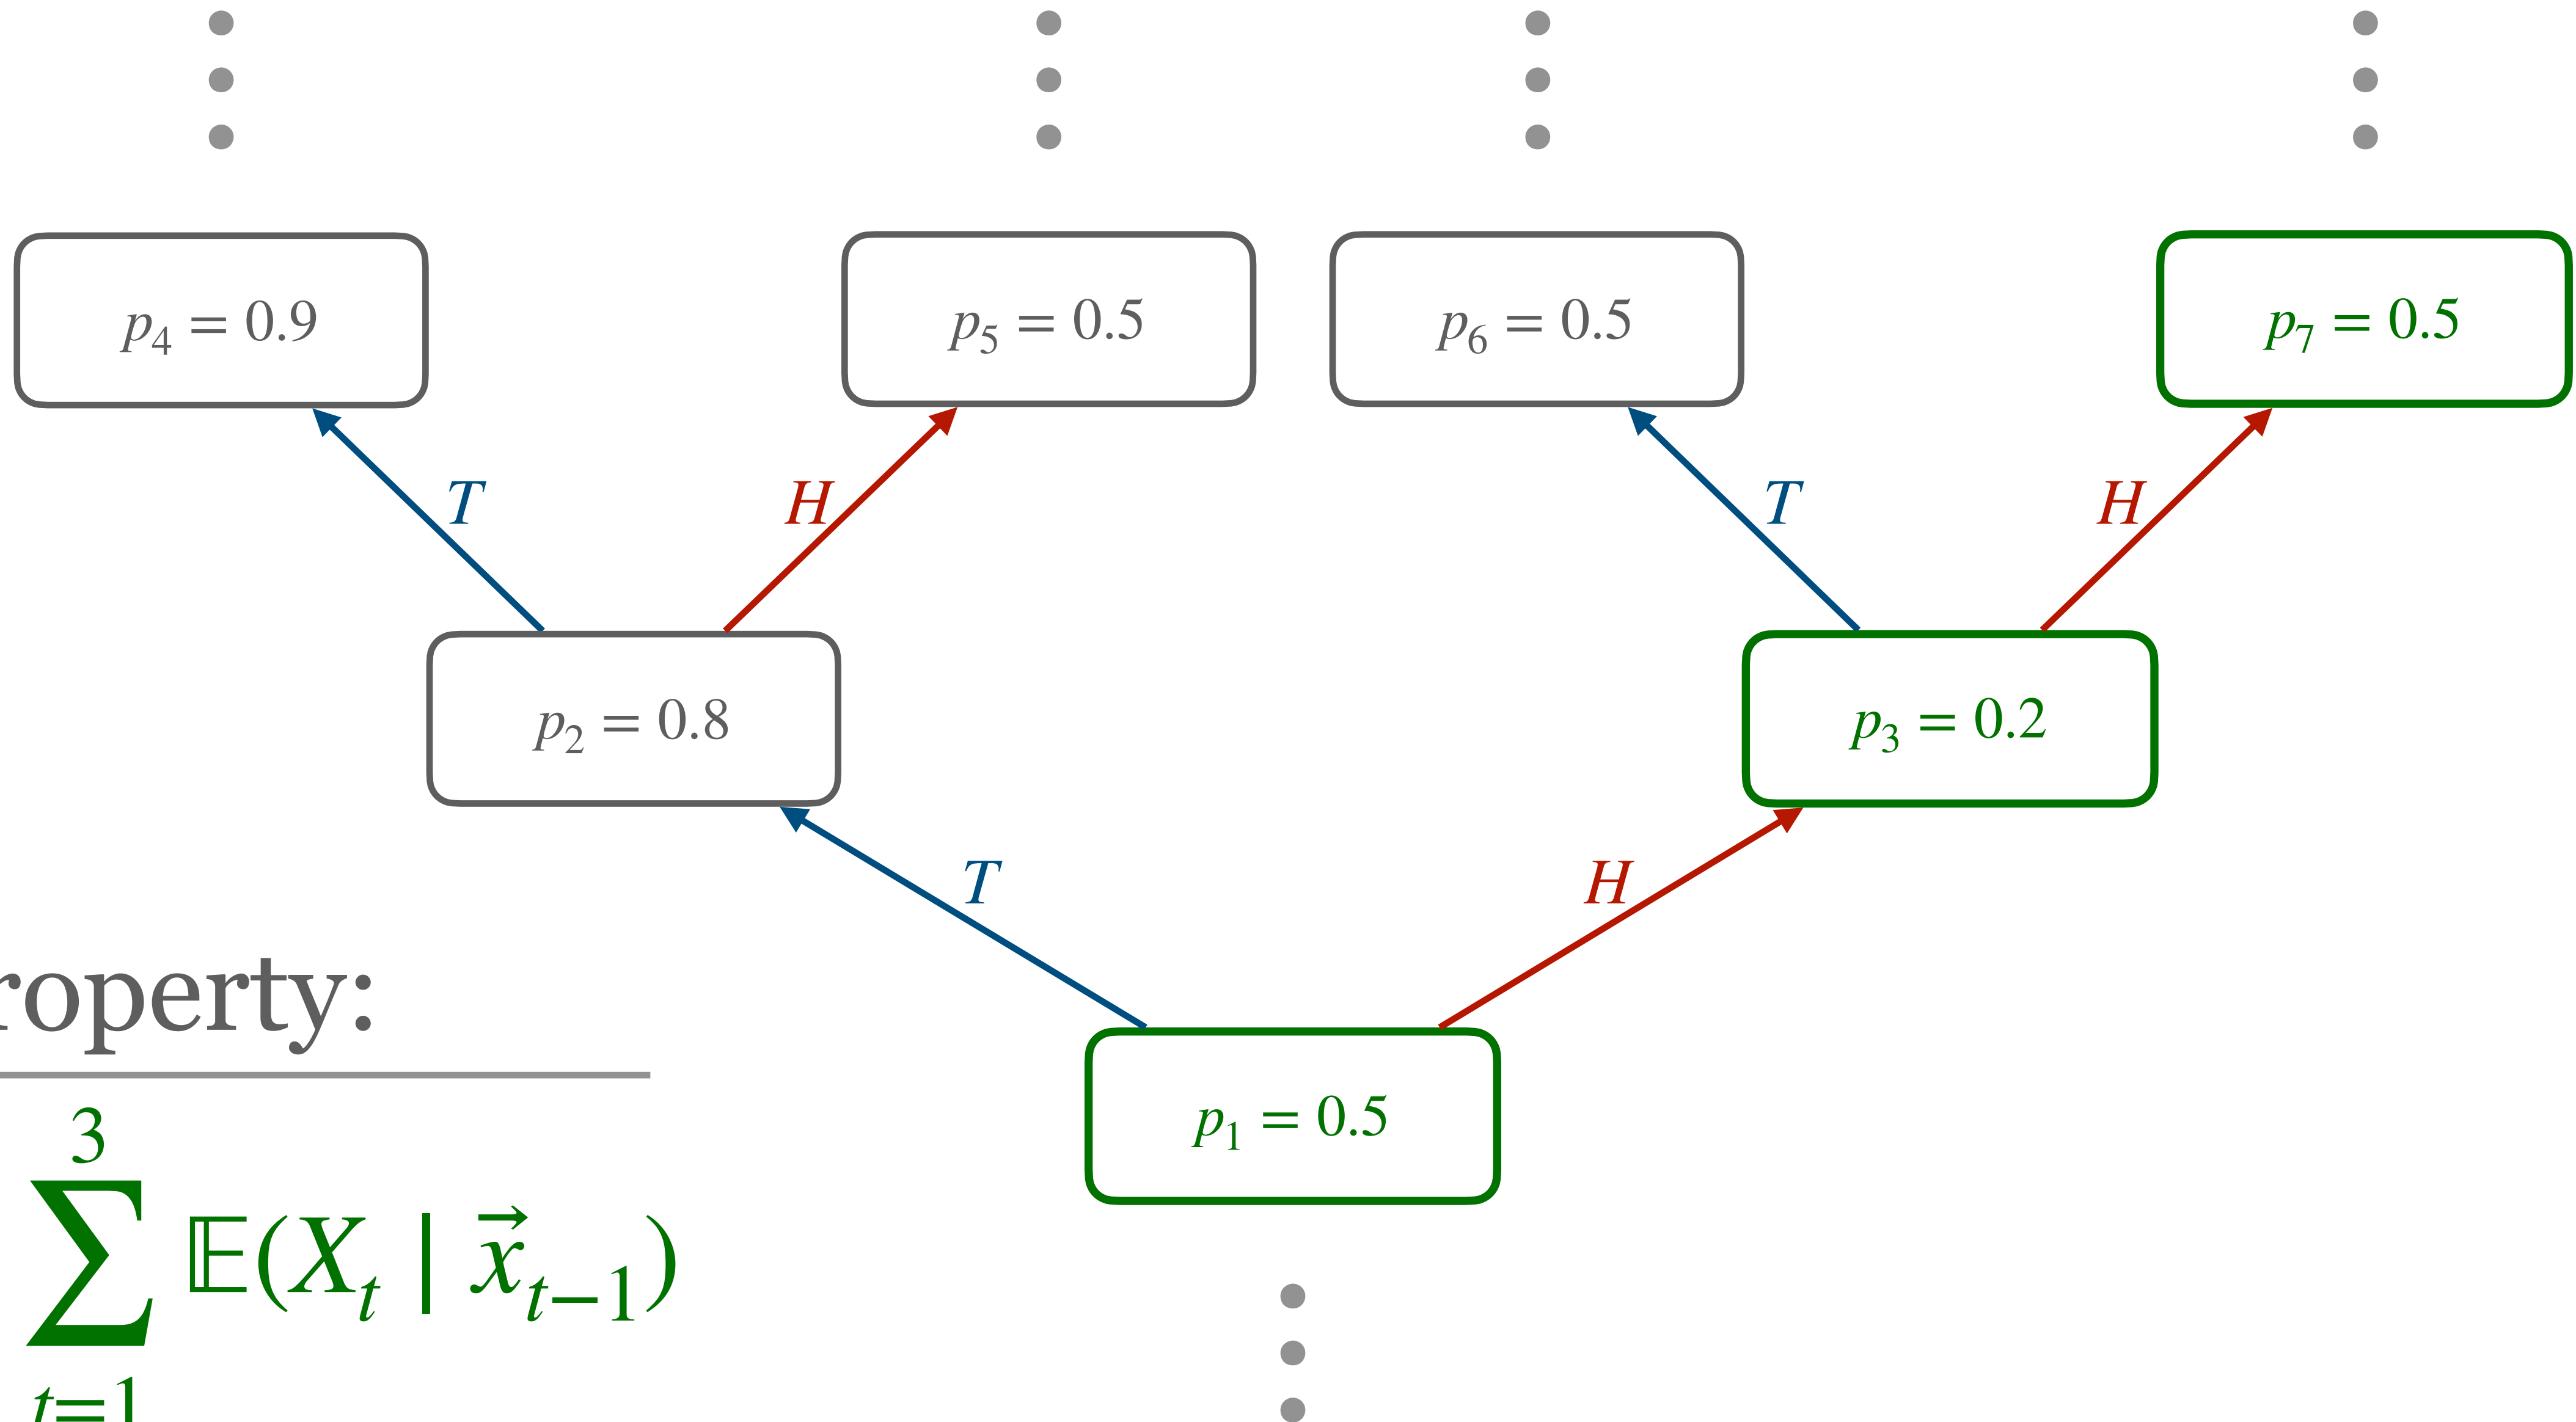 p₄ = 0.9
p₅ = 0.5
p₆ = 0.5
p₇ = 0.5
T
H
T
H
p₂ = 0.8
p₃ = 0.2
T
H
roperty:
p₁ = 0.5
3
∑ 𝔼(Xₜ | x⃗ₜ₋₁)
t=1